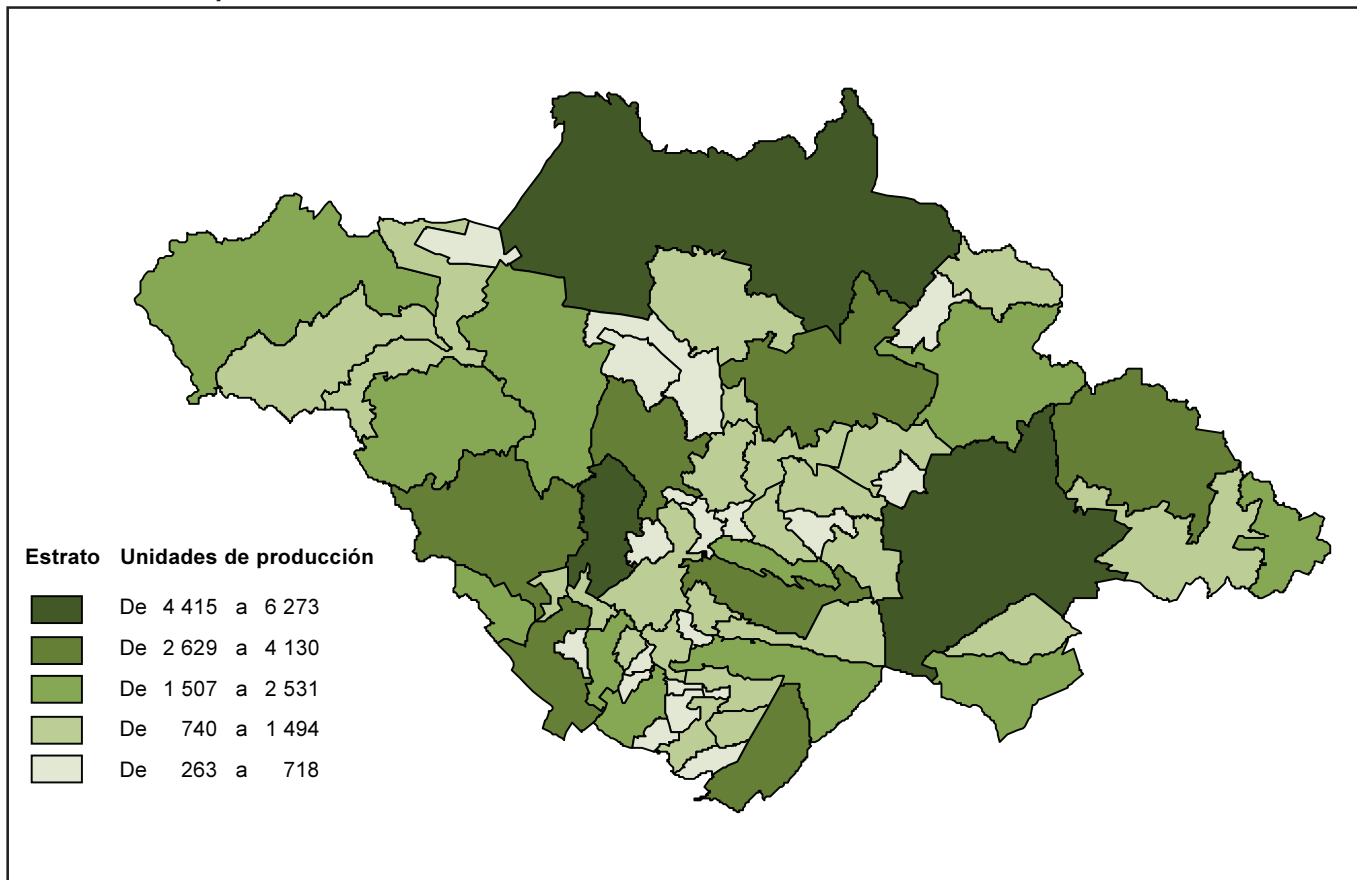 Estrato Unidades de producción
De 4 415 a 6 273
De 2 629 a 4 130
De 1 507 a 2 531
De 740 a 1 494
De 263 a 718